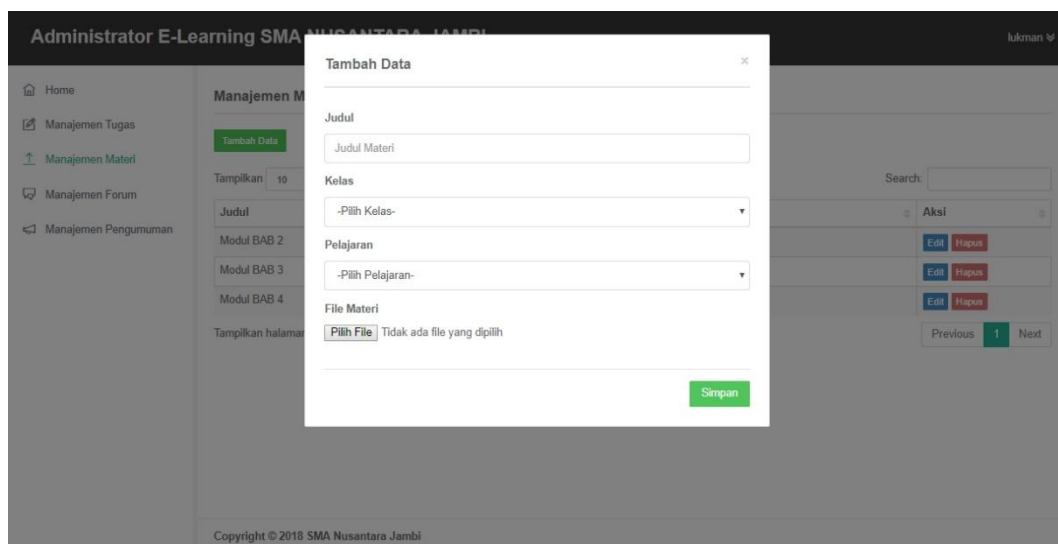 Administrator E-Learning SMA NUSANTARA JAMBI
lukman
Home
Manajemen Tugas
Manajemen Materi
Manajemen Forum
Manajemen Pengumuman
Manajemen M
Tambah Data
Tampilkan 10
Search:
Judul
Aksi
Modul BAB 2
Edit Hapus
Modul BAB 3
Edit Hapus
Modul BAB 4
Edit Hapus
Tampilkan halaman
Previous 1 Next
Tambah Data ×
Judul
Judul Materi
Kelas
-Pilih Kelas-
Pelajaran
-Pilih Pelajaran-
File Materi
Pilih File Tidak ada file yang dipilih
Simpan
Copyright © 2018 SMA Nusantara Jambi